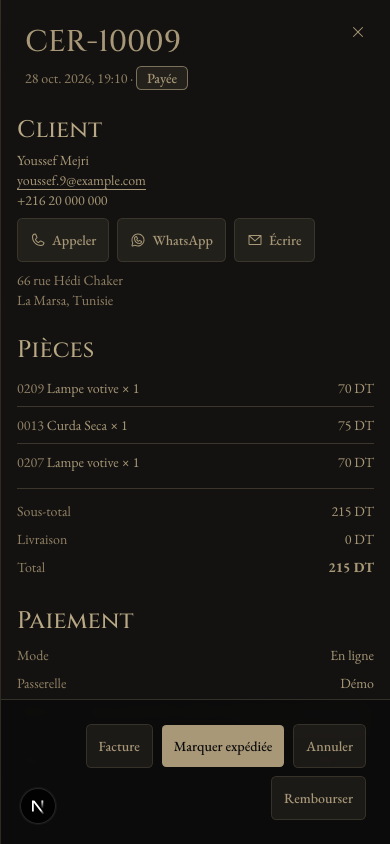 CER-10009
28 oct. 2026, 19:10 · Payée
Client
Youssef Mejri
youssef.9@example.com
+216 20 000 000
Appeler WhatsApp Écrire
66 rue Hédi Chaker
La Marsa, Tunisie
Pièces
0209 Lampe votive × 1 70 DT
0013 Curda Seca × 1 75 DT
0207 Lampe votive × 1 70 DT
Sous-total 215 DT
Livraison 0 DT
Total 215 DT
Paiement
Mode En ligne
Passerelle Démo
Facture Marquer expédiée Annuler
N Rembourser